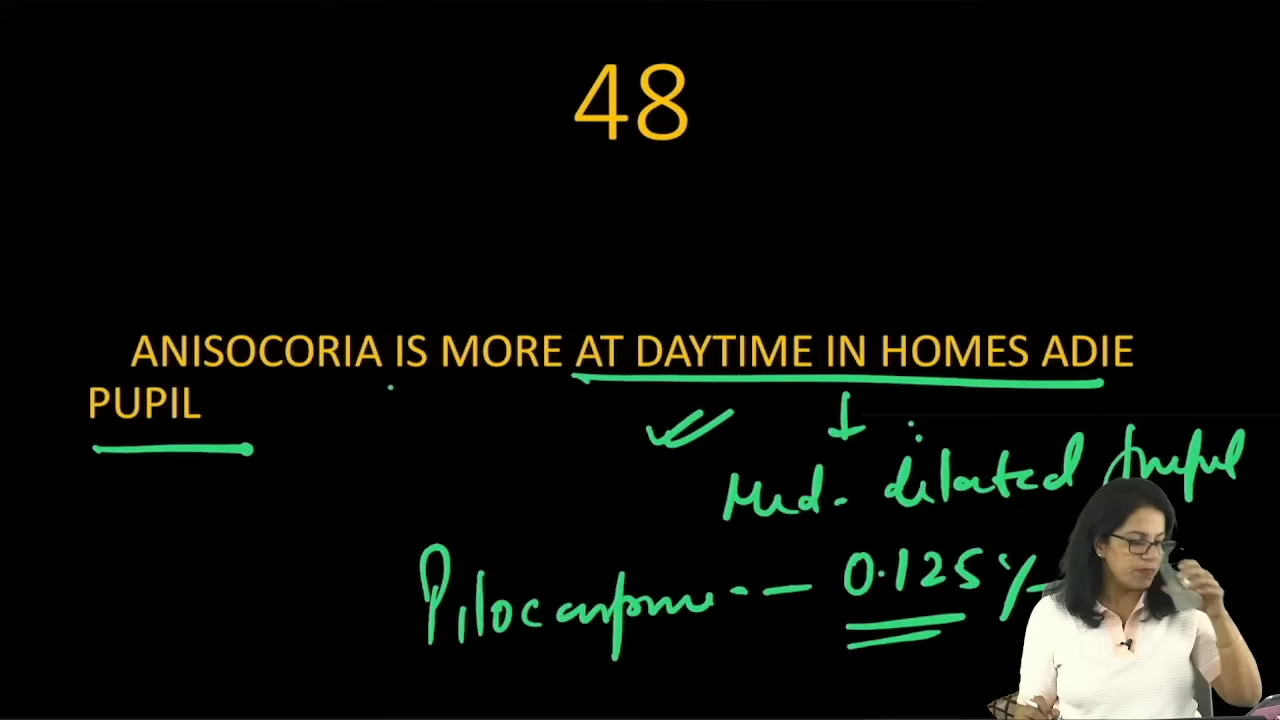 48
ANISOCORIA IS MORE AT DAYTIME IN HOMES ADIE
PUPIL
Mid. dilated pupil
Pilocarpine -- 0.125%